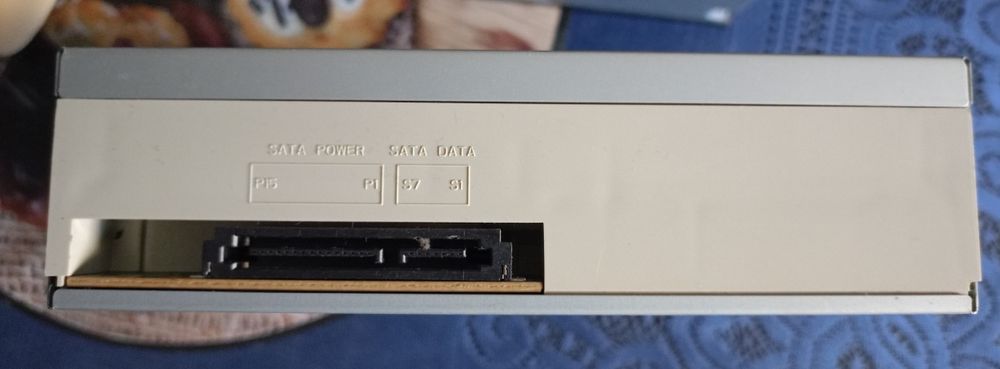 SATA POWER SATA DATA
P15 P1 S7 S1